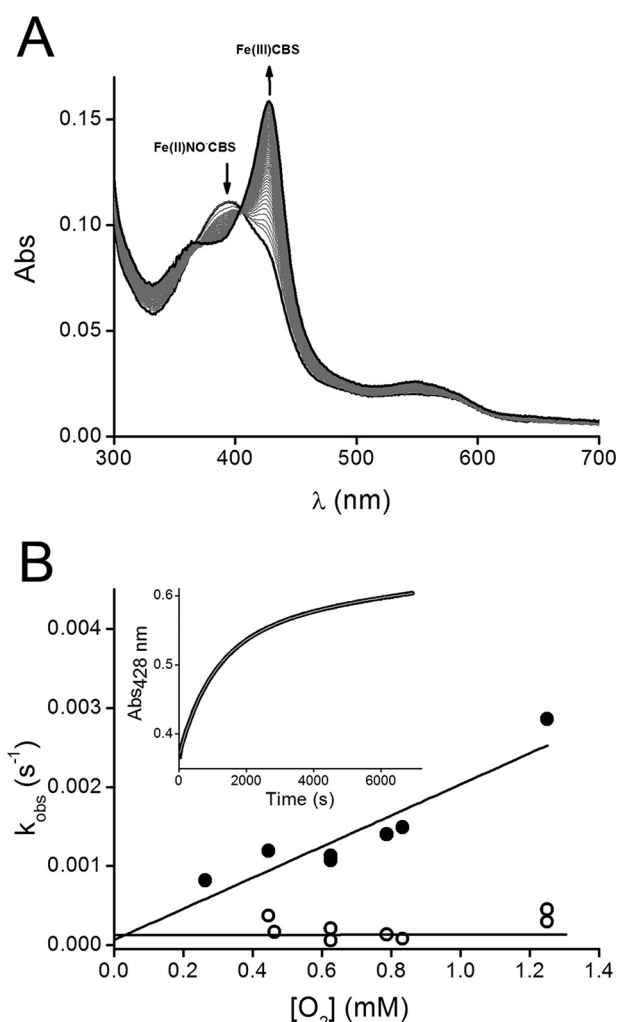 A
Fe(III)CBS
Fe(II)NO·CBS
0.15
0.10
0.05
0.00
Abs
300 400 500 600 700
λ (nm)
B
0.6
0.5
0.4
Abs428 nm
0 2000 4000 6000
Time (s)
0.004
0.003
0.002
0.001
0.000
kobs (s-1)
0.0 0.2 0.4 0.6 0.8 1.0 1.2 1.4
[O2] (mM)